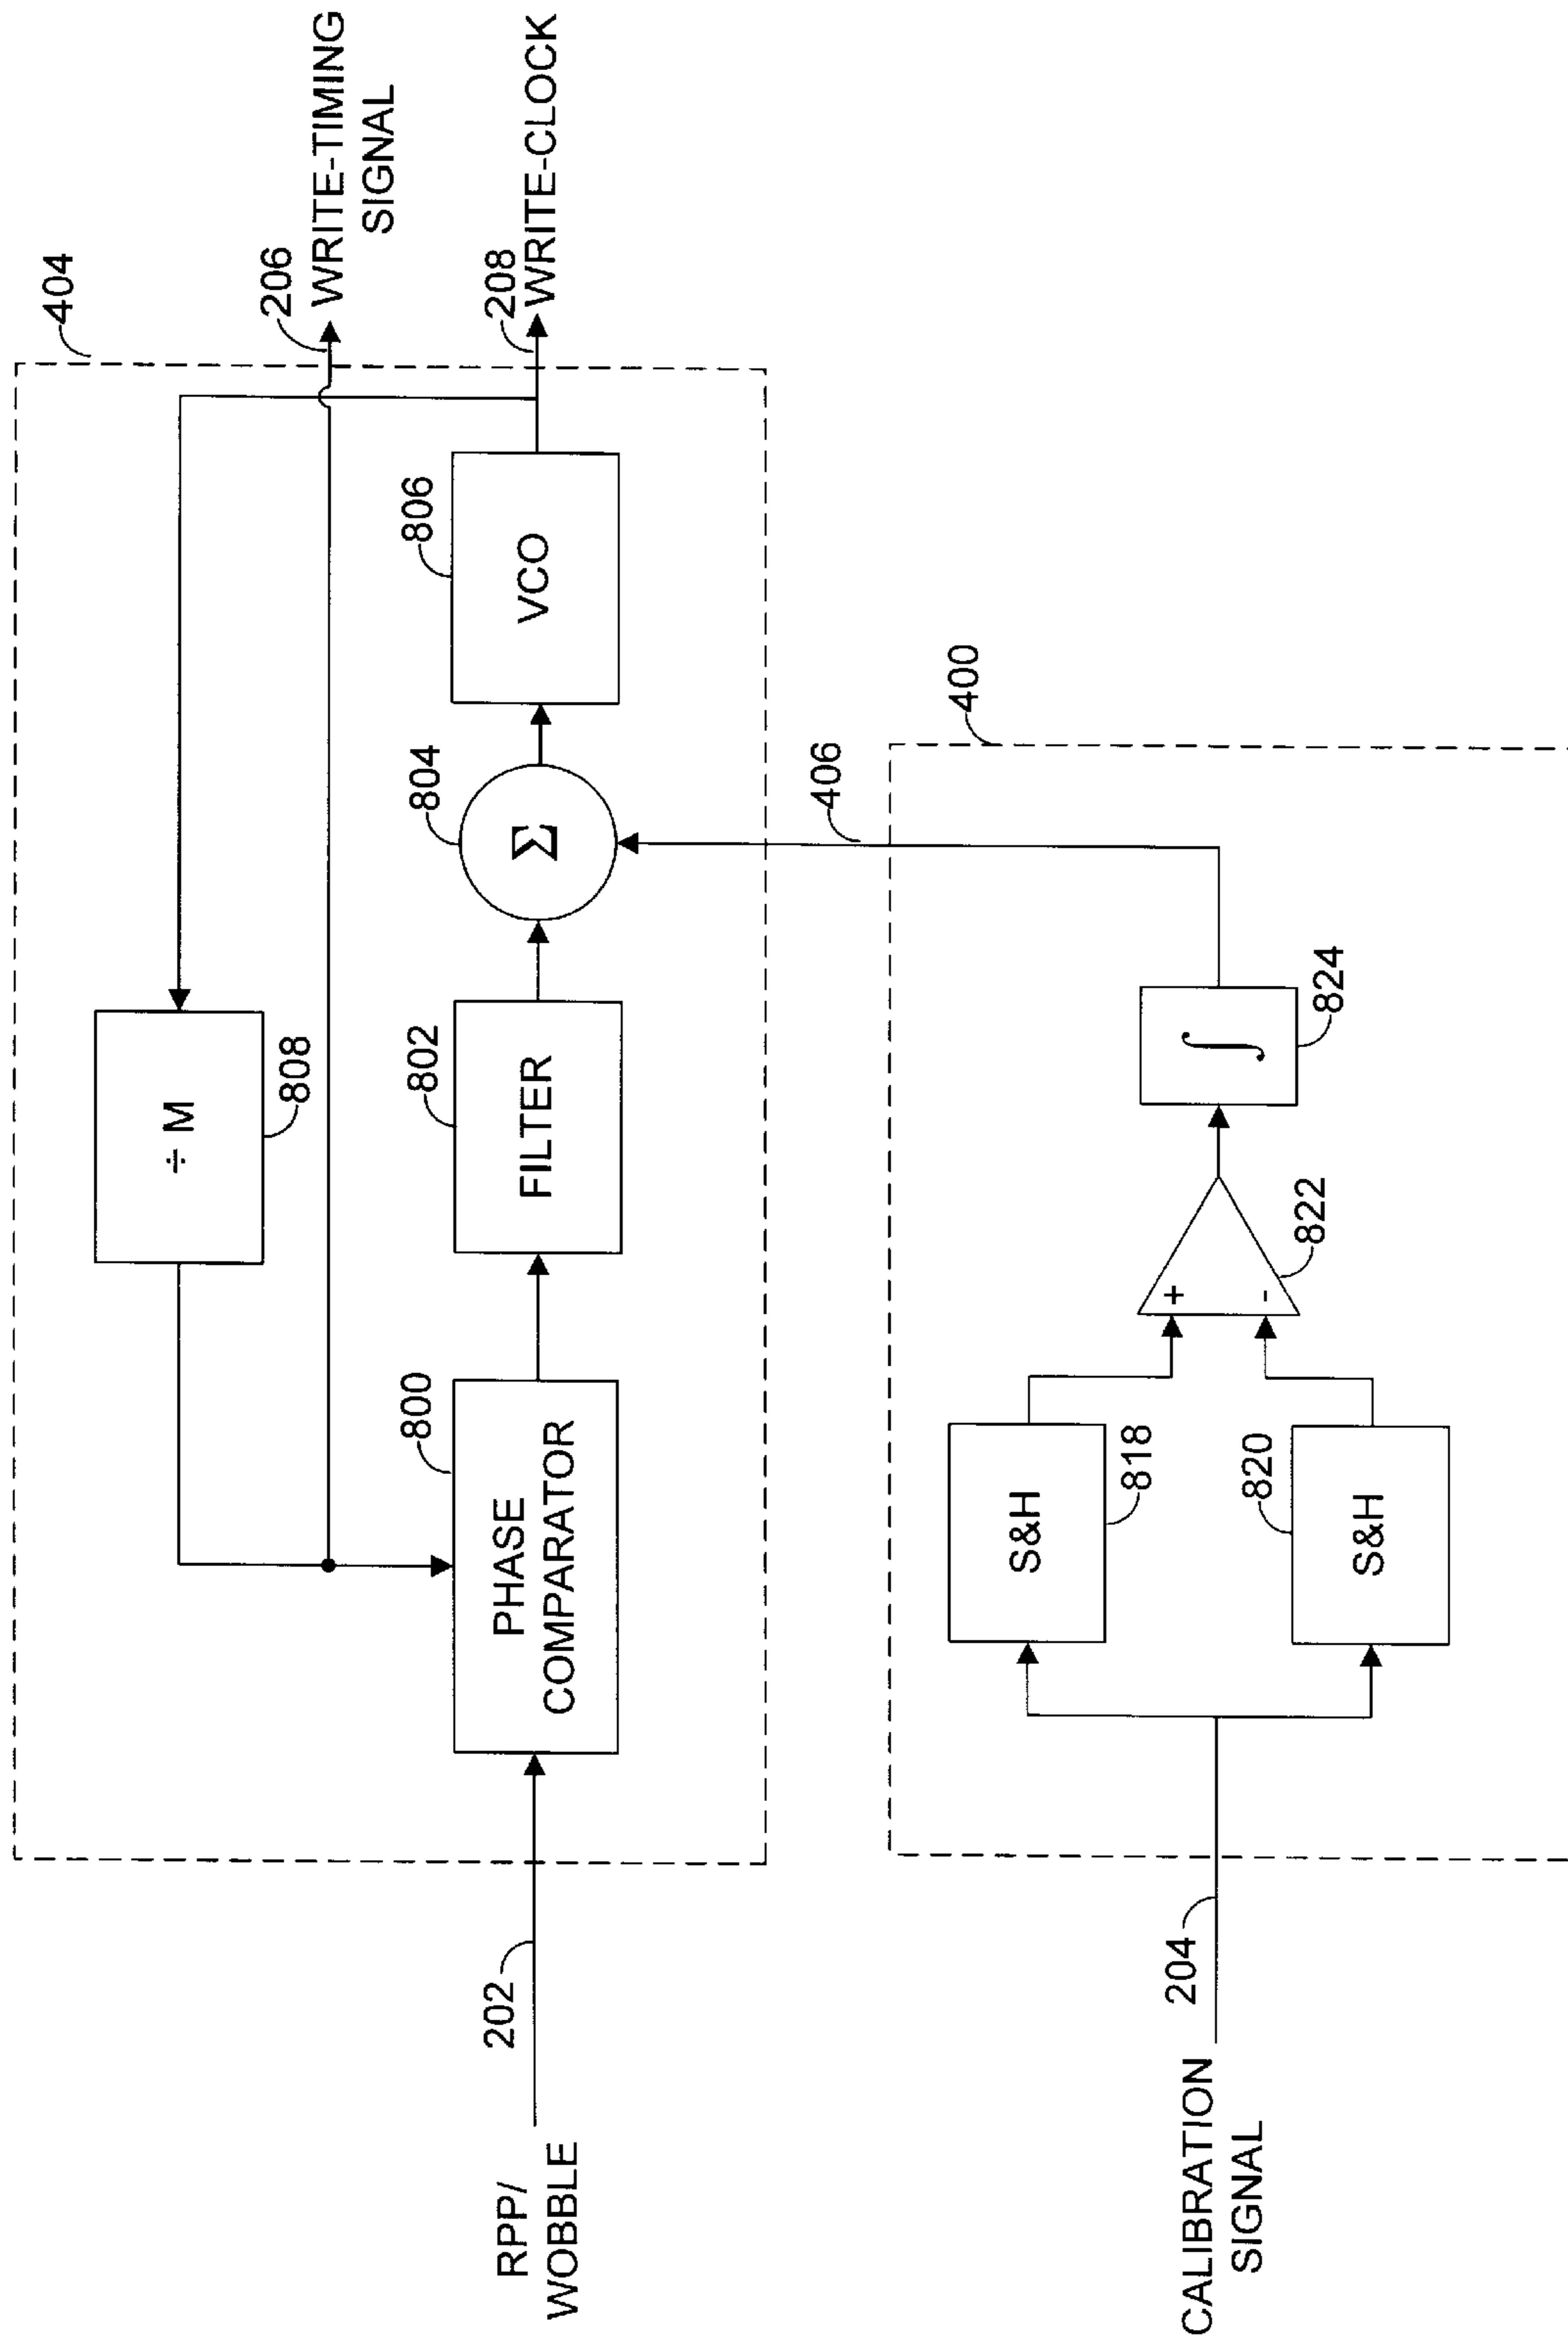 404
206
WRITE-TIMING
SIGNAL
÷ M
808
208
WRITE-CLOCK
RPP/
WOBBLE
202
PHASE
COMPARATOR
800
FILTER
802
Σ
804
VCO
806
406
400
CALIBRATION
SIGNAL
204
S&H
818
S&H
820
+
-
822
∫
824